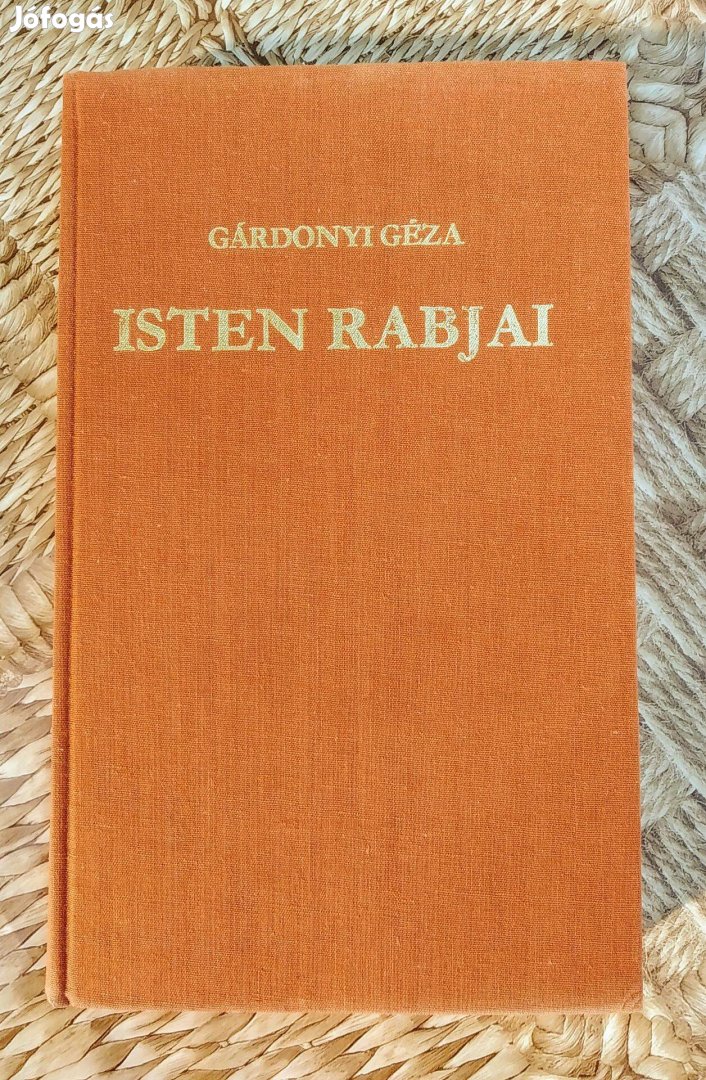 Jófogás
GÁRDONYI GÉZA
ISTEN RABJAI